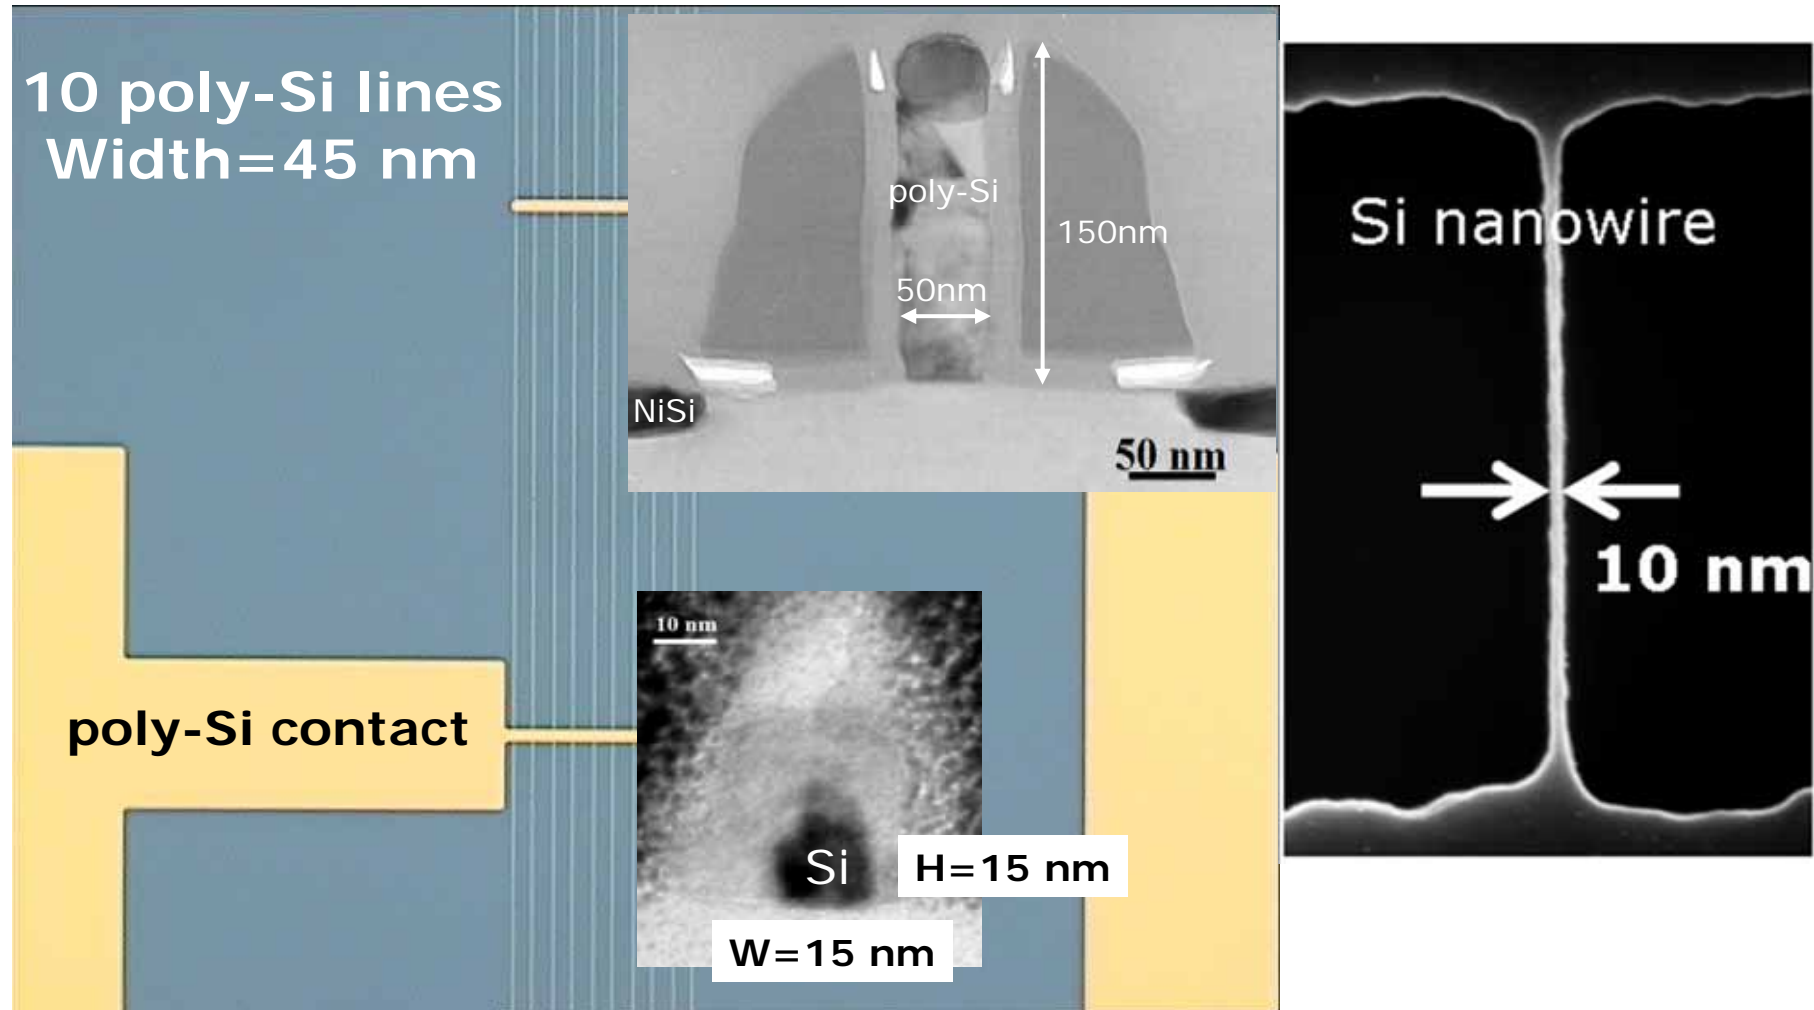 10 poly-Si lines
Width=45 nm
poly-Si
150nm
50nm
NiSi
50 nm
Si nanowire
10 nm
10 nm
poly-Si contact
Si
H=15 nm
W=15 nm